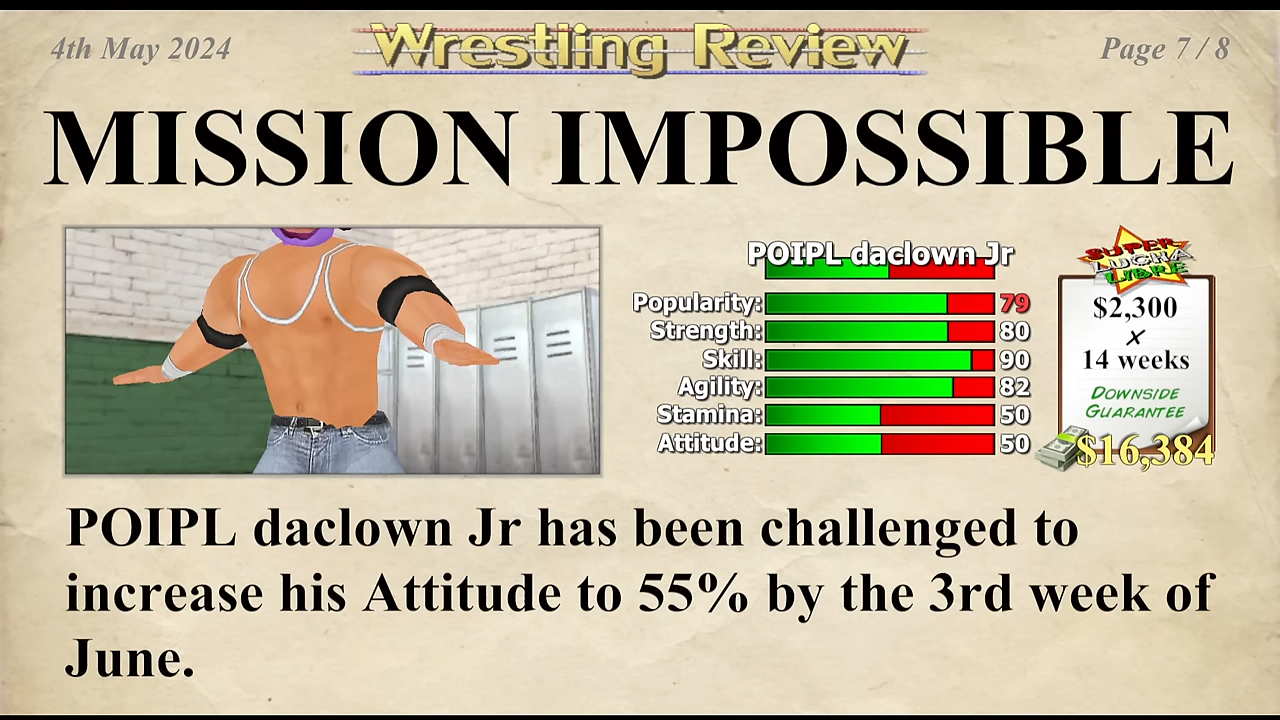 4th May 2024
Wrestling Review
Page 7 / 8
MISSION IMPOSSIBLE
POIPL daclown Jr
Popularity: 79
Strength: 80
Skill: 90
Agility: 82
Stamina: 50
Attitude: 50
SUPER
LUCHA
LIBRE
$2,300
x
14 weeks
DOWNSIDE
GUARANTEE
$16,384
POIPL daclown Jr has been challenged to
increase his Attitude to 55% by the 3rd week of
June.